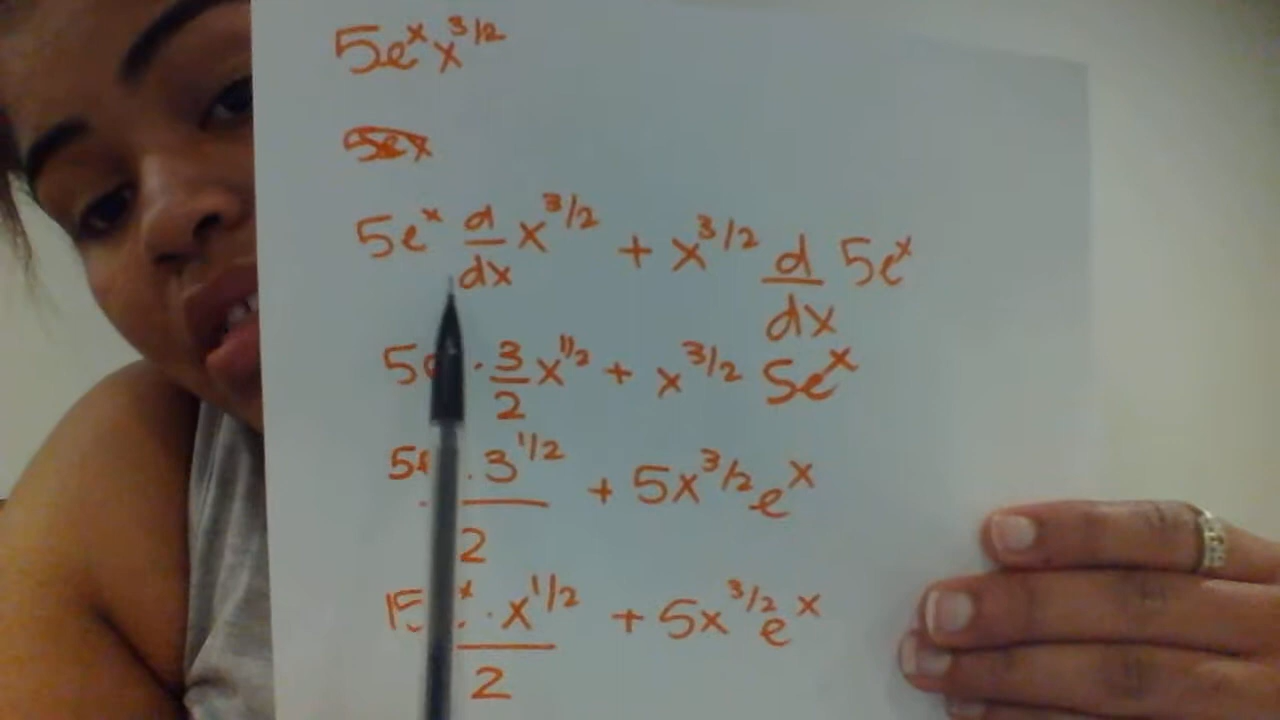 5e^x x^3/2
5ex
5e^x d/dx x^3/2 + x^3/2 d/dx 5e^x
5 · 3/2 x^1/2 + x^3/2 5e^x
5 · 3^1/2 / 2 + 5x^3/2 e^x
15 ^x · x^1/2 / 2 + 5x^3/2 e^x